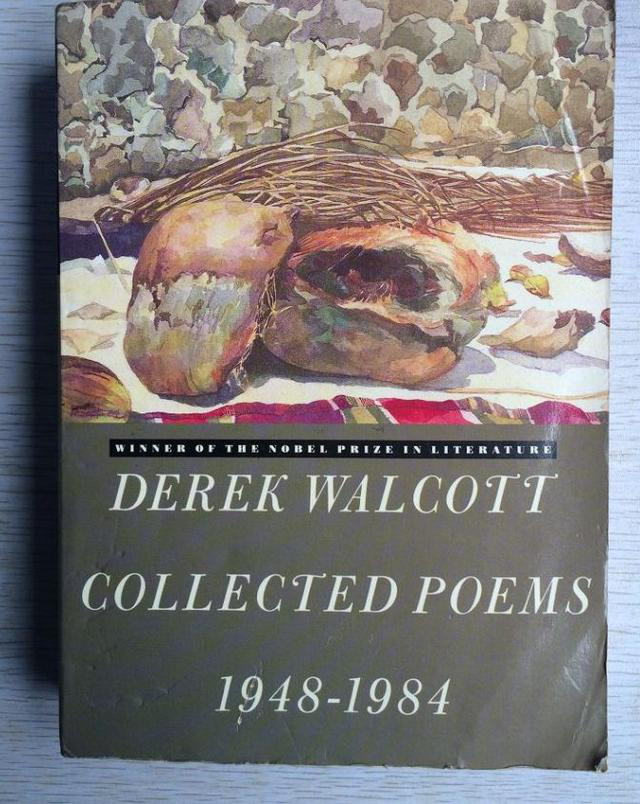 WINNER OF THE NOBEL PRIZE IN LITERATURE
DEREK WALCOTT
COLLECTED POEMS
1948-1984